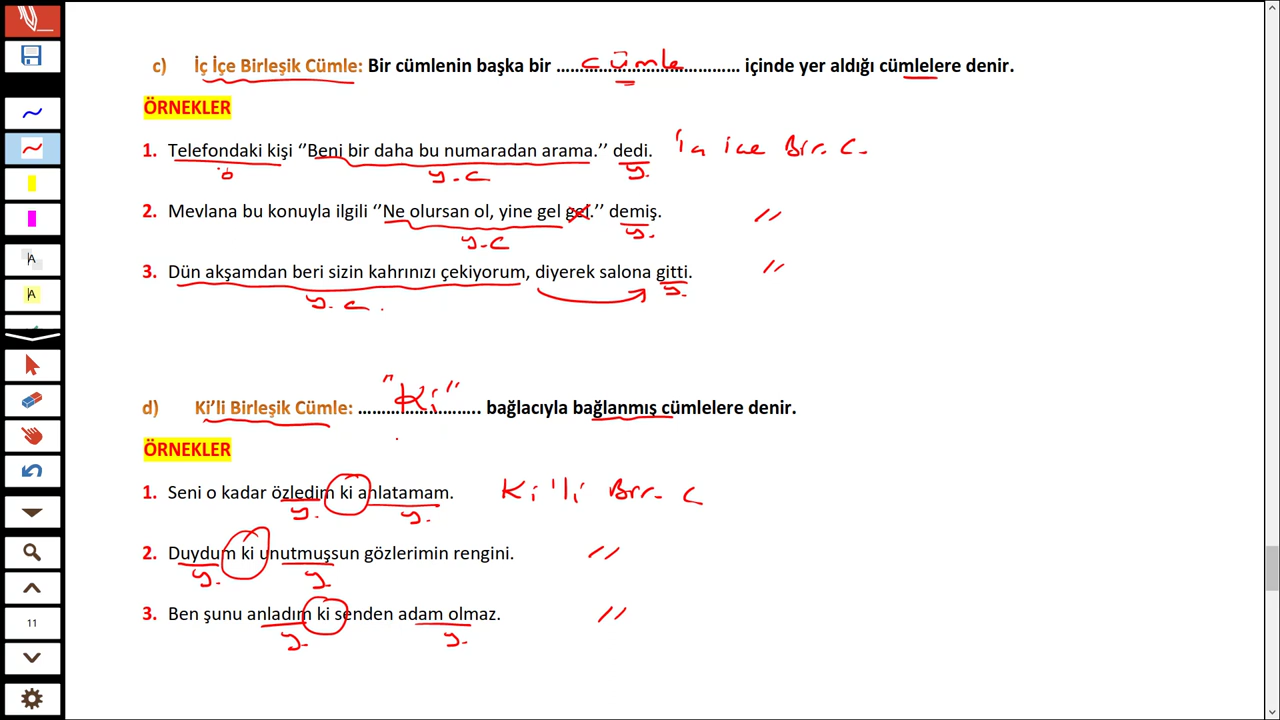 c) İç İçe Birleşik Cümle: Bir cümlenin başka bir ......cümle............ içinde yer aldığı cümlelere denir.
ÖRNEKLER
1. Telefondaki kişi ‘’Beni bir daha bu numaradan arama.’’ dedi. İç içe Bir. C.
ö y.c y.
2. Mevlana bu konuyla ilgili ‘’Ne olursan ol, yine gel gel.’’ demiş. //
y.c y.
3. Dün akşamdan beri sizin kahrınızı çekiyorum, diyerek salona gitti. //
y.c. y.
d) Ki’li Birleşik Cümle: ......"Ki"...... bağlacıyla bağlanmış cümlelere denir.
ÖRNEKLER
1. Seni o kadar özledim ki anlatamam. Ki'li Bir. C
y. y.
2. Duydum ki unutmuşsun gözlerimin rengini. //
y. y.
3. Ben şunu anladım ki senden adam olmaz. //
y. y.
A
A
11